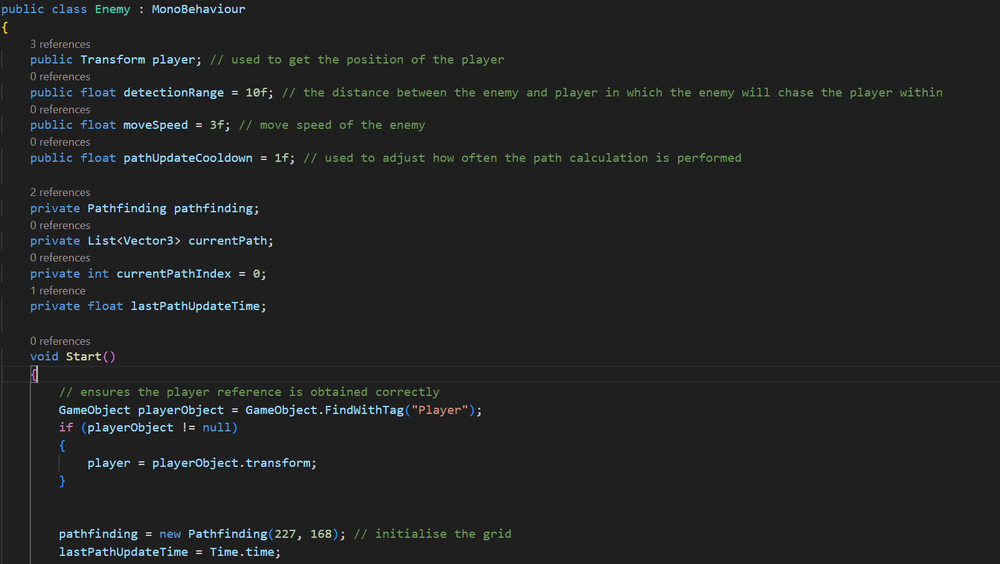 public class Enemy : MonoBehaviour
{
3 references
public Transform player; // used to get the position of the player
0 references
public float detectionRange = 10f; // the distance between the enemy and player in which the enemy will chase the player within
0 references
public float moveSpeed = 3f; // move speed of the enemy
0 references
public float pathUpdateCooldown = 1f; // used to adjust how often the path calculation is performed
2 references
private Pathfinding pathfinding;
0 references
private List<Vector3> currentPath;
0 references
private int currentPathIndex = 0;
1 reference
private float lastPathUpdateTime;
0 references
void Start()
{
// ensures the player reference is obtained correctly
GameObject playerObject = GameObject.FindWithTag("Player");
if (playerObject != null)
{
player = playerObject.transform;
}
pathfinding = new Pathfinding(227, 168); // initialise the grid
lastPathUpdateTime = Time.time;